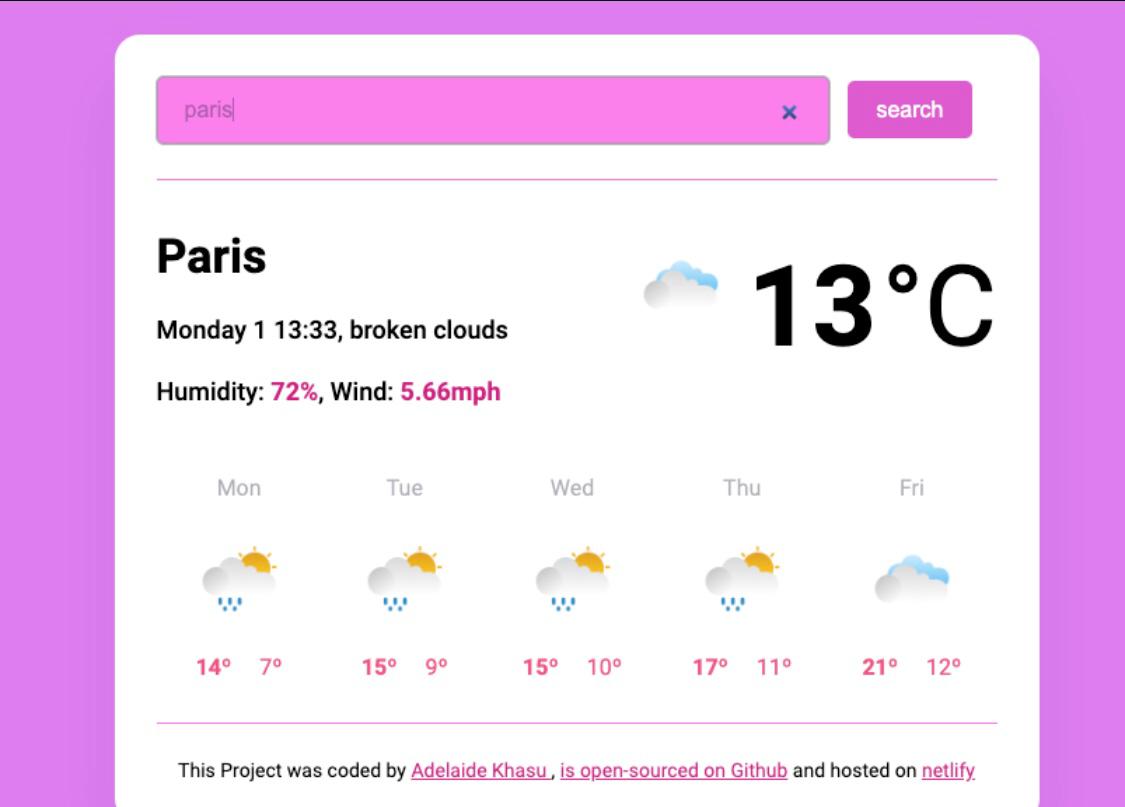 paris
search
Paris
13°C
Monday 1 13:33, broken clouds
Humidity: 72%, Wind: 5.66mph
Mon Tue Wed Thu Fri
14° 7° 15° 9° 15° 10° 17° 11° 21° 12°
This Project was coded by Adelaide Khasu , is open-sourced on Github and hosted on netlify